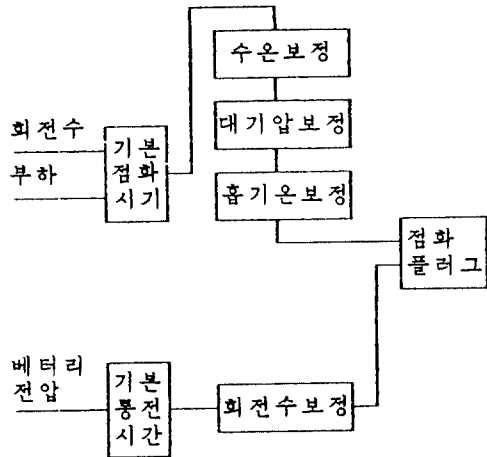 수온보정
대기압보정
흡기온보정
회전수
부하
기본
점화
시기
점화
플러그
베터리
전압
기본
통전
시간
회전수보정